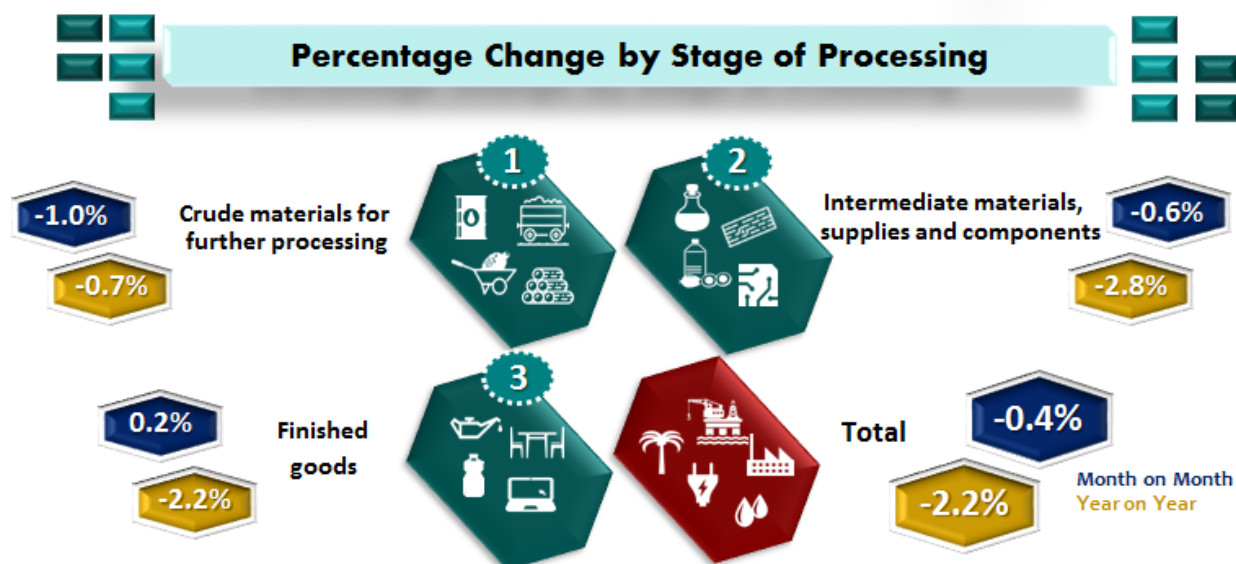 Percentage Change by Stage of Processing
1
-1.0%
Crude materials for
further processing
-0.7%
2
Intermediate materials,
supplies and components
-0.6%
-2.8%
3
0.2%
Finished
goods
-2.2%
Total
-0.4%
-2.2%
Month on Month
Year on Year